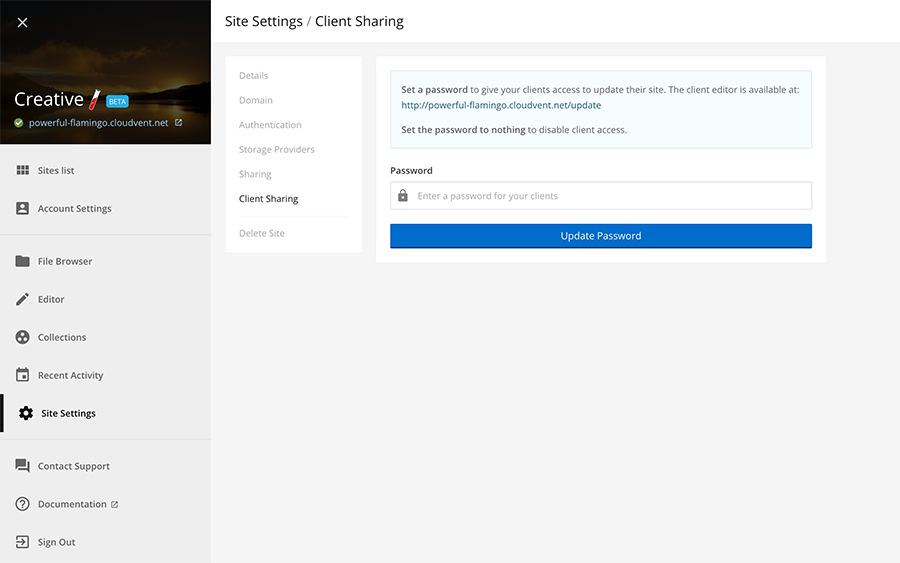 Creative BETA
powerful-flamingo.cloudvent.net
Sites list
Account Settings
File Browser
Editor
Collections
Recent Activity
Site Settings
Contact Support
Documentation
Sign Out
Site Settings / Client Sharing
Details
Domain
Authentication
Storage Providers
Sharing
Client Sharing
Delete Site
Set a password to give your clients access to update their site. The client editor is available at:
http://powerful-flamingo.cloudvent.net/update
Set the password to nothing to disable client access.
Password
Enter a password for your clients
Update Password